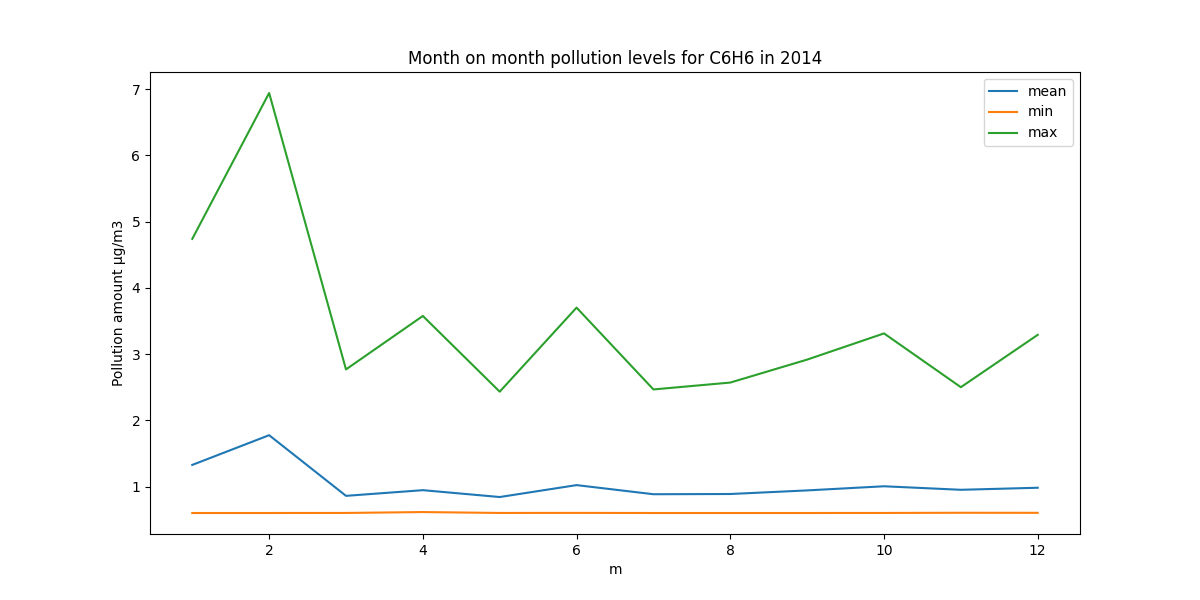 Month on month pollution levels for C6H6 in 2014
mean
min
max
7
6
5
4
3
2
1
Pollution amount µg/m3
2 4 6 8 10 12
m